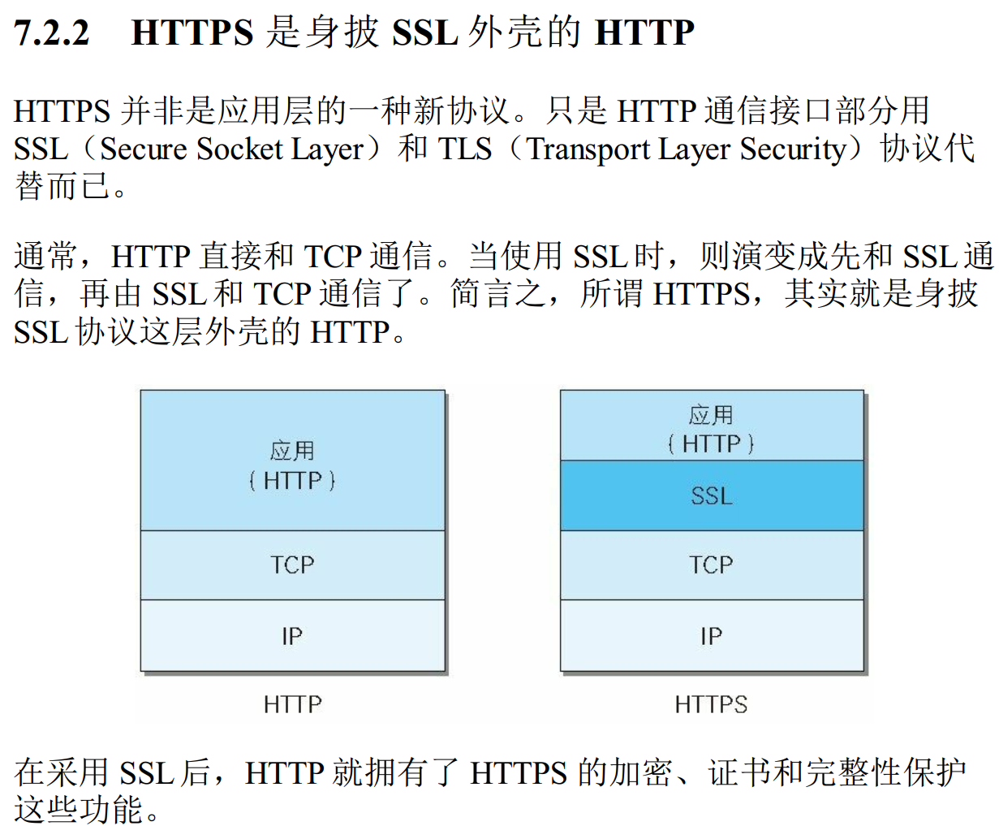 7.2.2 HTTPS 是身披 SSL 外壳的 HTTP
HTTPS 并非是应用层的一种新协议。只是 HTTP 通信接口部分用
SSL（Secure Socket Layer）和 TLS（Transport Layer Security）协议代
替而已。
通常，HTTP 直接和 TCP 通信。当使用 SSL 时，则演变成先和 SSL 通
信，再由 SSL 和 TCP 通信了。简言之，所谓 HTTPS，其实就是身披
SSL 协议这层外壳的 HTTP。
应用
(HTTP)
TCP
IP
HTTP
应用
(HTTP)
SSL
TCP
IP
HTTPS
在采用 SSL 后，HTTP 就拥有了 HTTPS 的加密、证书和完整性保护
这些功能。